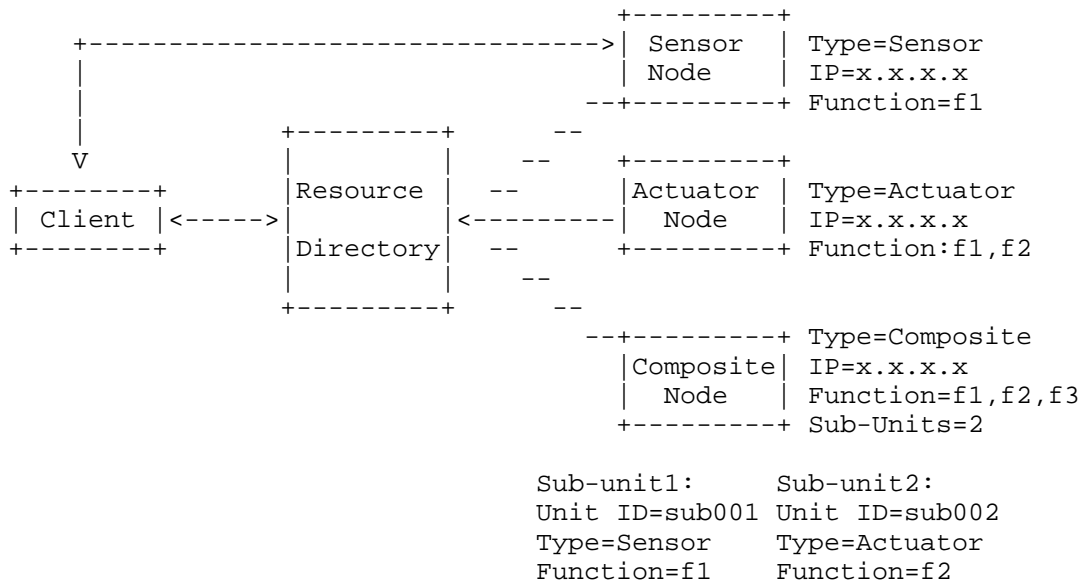 Sensor Type=Sensor
Node IP=x.x.x.x
Function=f1
Resource Actuator Type=Actuator
Client Node IP=x.x.x.x
Directory Function:f1,f2
Type=Composite
Composite IP=x.x.x.x
Node Function=f1,f2,f3
Sub-Units=2
Sub-unit1: Sub-unit2:
Unit ID=sub001 Unit ID=sub002
Type=Sensor Type=Actuator
Function=f1 Function=f2